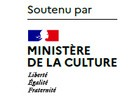 Soutenu par
MINISTÈRE
DE LA CULTURE
Liberté
Égalité
Fraternité